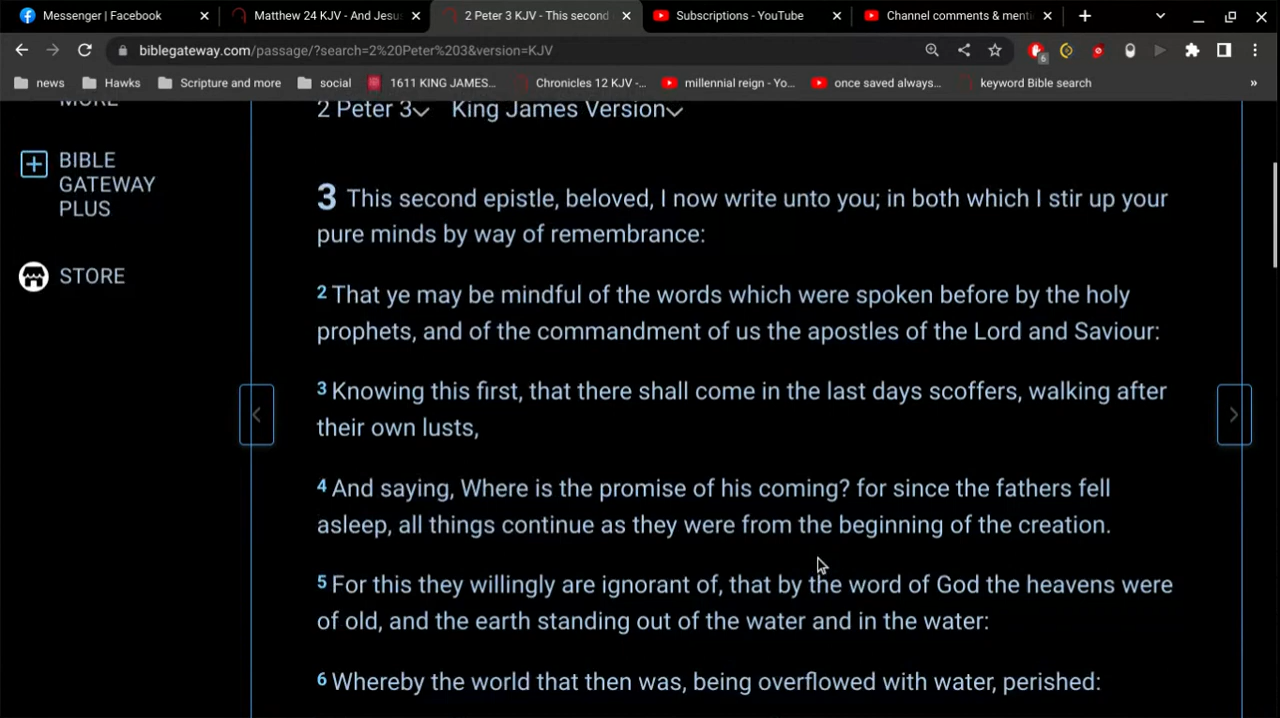 Messenger | Facebook
Matthew 24 KJV - And Jesus
2 Peter 3 KJV - This second
Subscriptions - YouTube
Channel comments & menti
biblegateway.com/passage/?search=2%20Peter%203&version=KJV
6
news
Hawks
Scripture and more
social
1611 KING JAMES...
Chronicles 12 KJV -...
millennial reign - Yo...
once saved always...
keyword Bible search
»
MORE
BIBLE
GATEWAY
PLUS
STORE
2 Peter 3 King James Version
3 This second epistle, beloved, I now write unto you; in both which I stir up your
pure minds by way of remembrance:
2 That ye may be mindful of the words which were spoken before by the holy
prophets, and of the commandment of us the apostles of the Lord and Saviour:
3 Knowing this first, that there shall come in the last days scoffers, walking after
their own lusts,
4 And saying, Where is the promise of his coming? for since the fathers fell
asleep, all things continue as they were from the beginning of the creation.
5 For this they willingly are ignorant of, that by the word of God the heavens were
of old, and the earth standing out of the water and in the water:
6 Whereby the world that then was, being overflowed with water, perished: